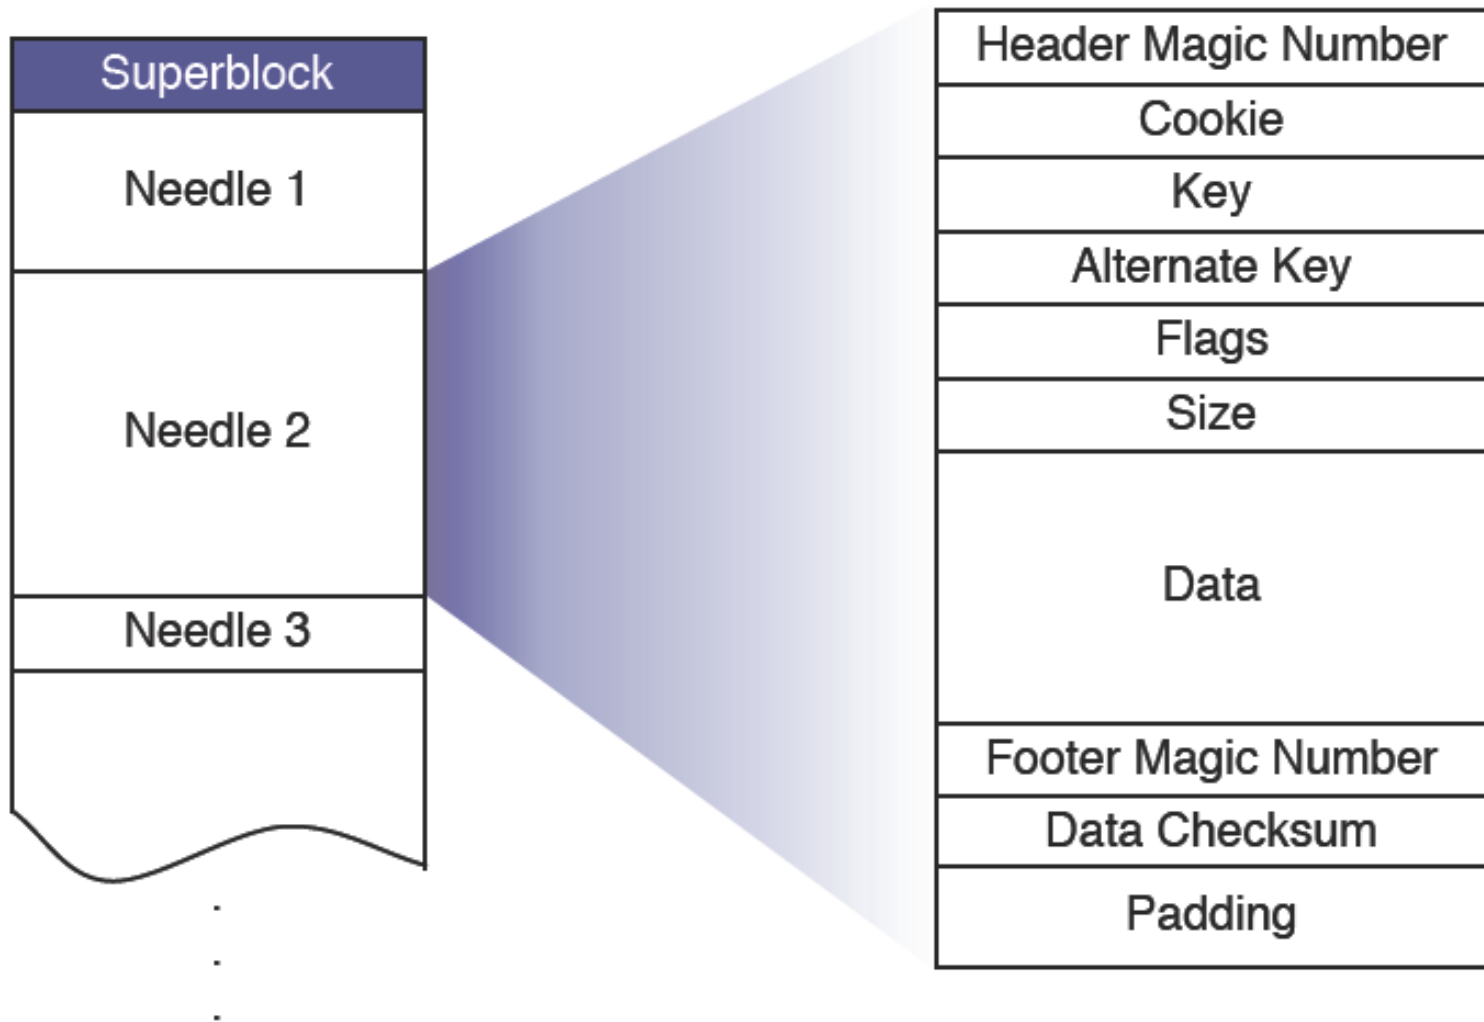 Superblock
Needle 1
Needle 2
Needle 3
.
.
.
Header Magic Number
Cookie
Key
Alternate Key
Flags
Size
Data
Footer Magic Number
Data Checksum
Padding